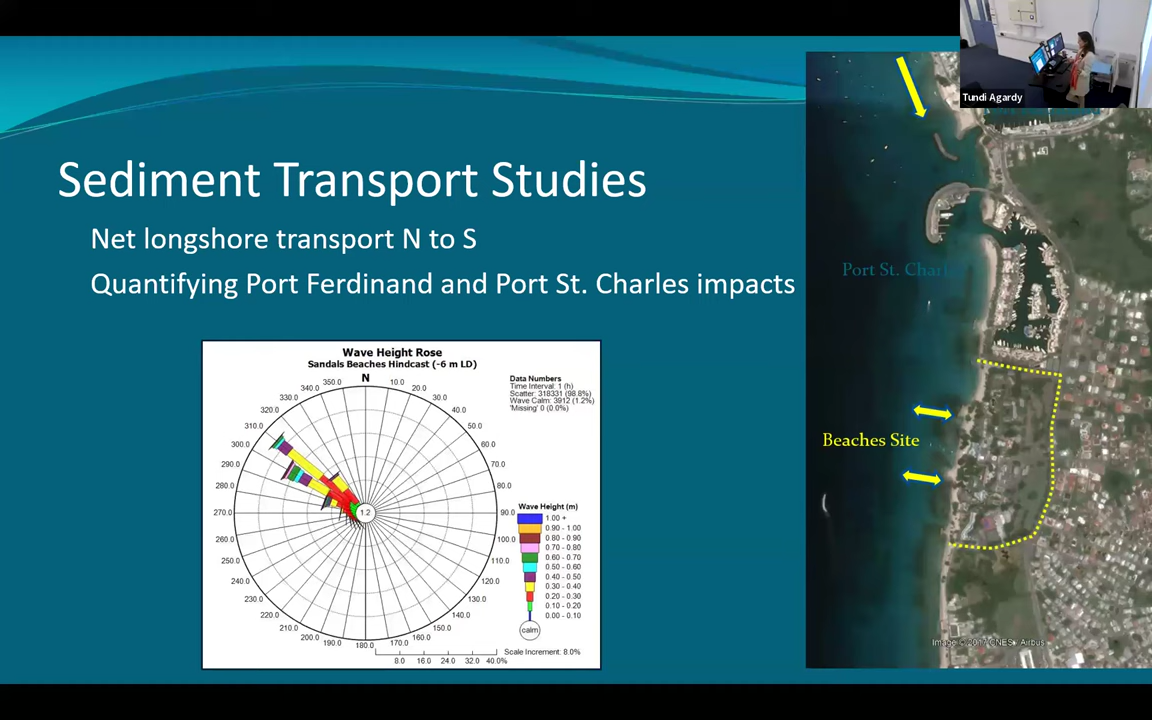 Tundi Agardy
Sediment Transport Studies
Net longshore transport N to S
Quantifying Port Ferdinand and Port St. Charles impacts
Port St. Charles
Beaches Site
Image © 2017 CNES / Airbus
Wave Height Rose
Sandals Beaches Hindcast (-6 m LD)
N
Data Numbers
Time Interval: 1 (h)
Scatter: 318331 (98.8%)
Wave Calm: 3912 (1.2%)
'Missing' 0 (0.0%)
350.0
10.0
340.0
20.0
330.0
30.0
320.0
40.0
310.0
50.0
300.0
60.0
290.0
70.0
280.0
80.0
270.0
1.2
90.0
260.0
100.0
250.0
110.0
240.0
120.0
230.0
130.0
220.0
140.0
210.0
150.0
200.0
160.0
190.0
170.0
180.0
Wave Height (m)
1.00 +
0.90 - 1.00
0.80 - 0.90
0.70 - 0.80
0.60 - 0.70
0.50 - 0.60
0.40 - 0.50
0.30 - 0.40
0.20 - 0.30
0.10 - 0.20
0.00 - 0.10
calm
Scale Increment: 8.0%
8.0 16.0 24.0 32.0 40.0%